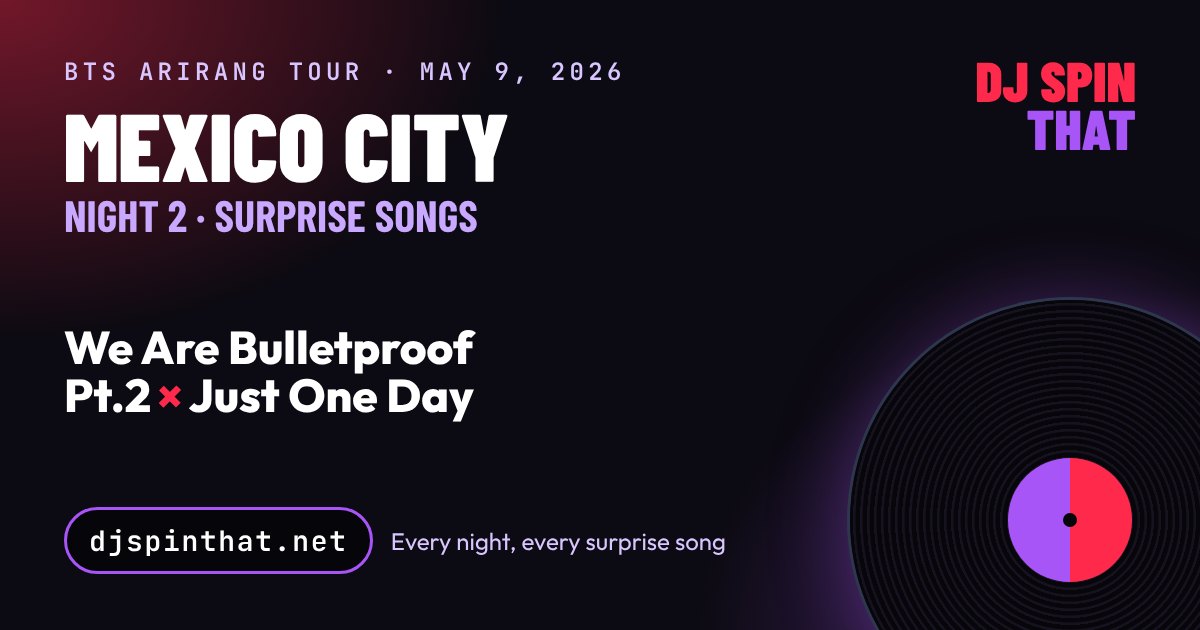 BTS ARIRANG TOUR · MAY 9, 2026
MEXICO CITY
NIGHT 2 · SURPRISE SONGS
DJ SPIN
THAT
We Are Bulletproof
Pt.2 × Just One Day
djspinthat.net
Every night, every surprise song